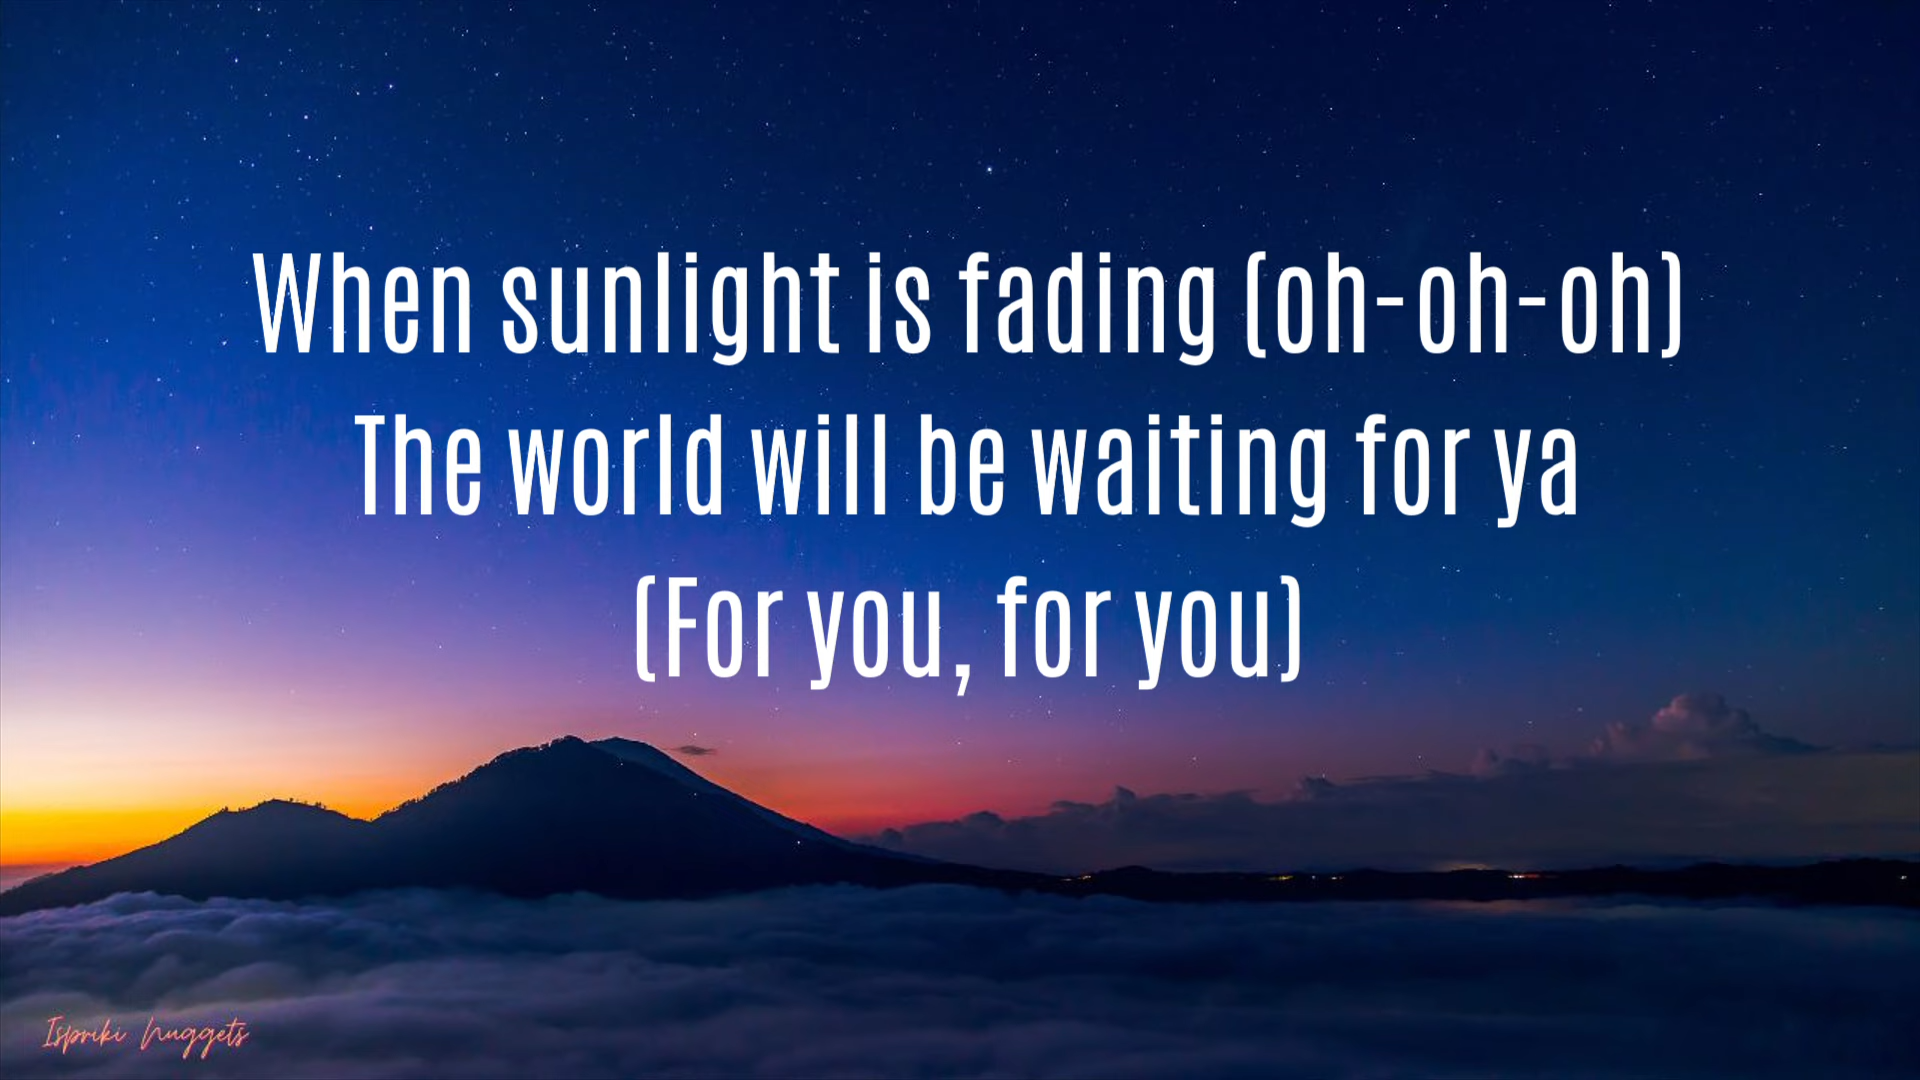 When sunlight is fading (oh-oh-oh)
The world will be waiting for ya
(For you, for you)
Ispriki Nuggets